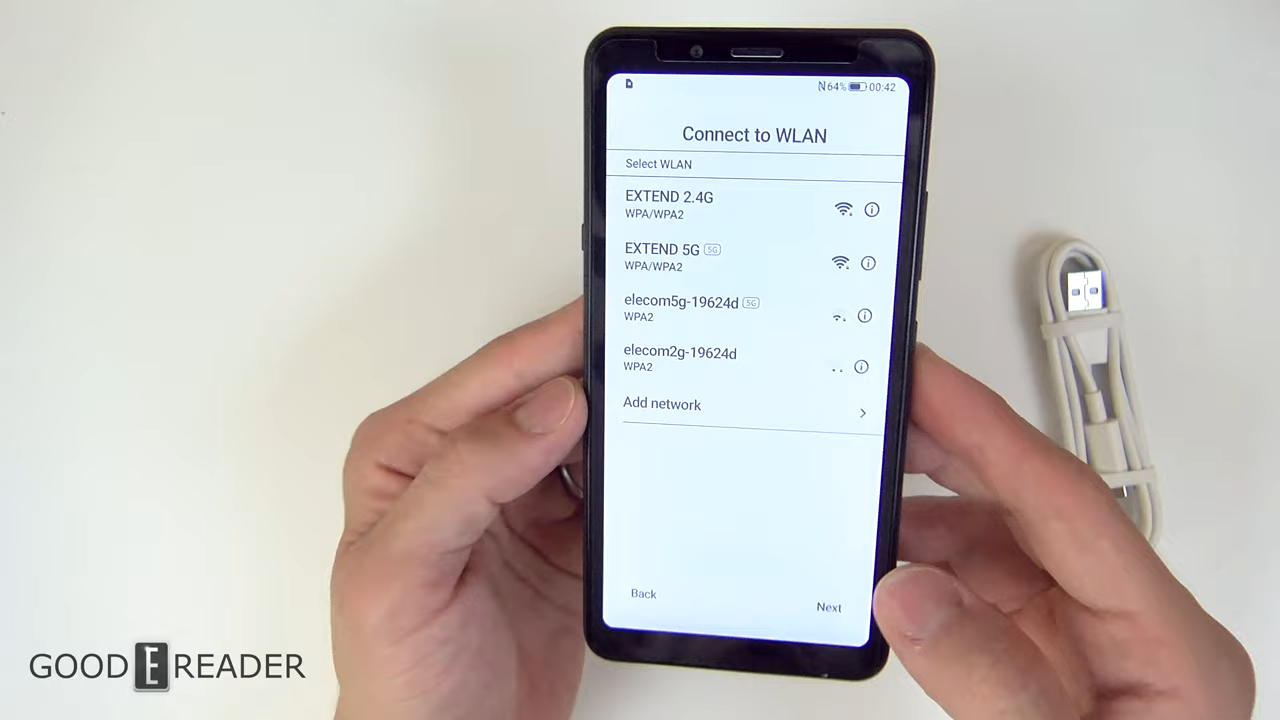 N 64% 00:42
Connect to WLAN
Select WLAN
EXTEND 2.4G
WPA/WPA2
EXTEND 5G 5G
WPA/WPA2
elecom5g-19624d 5G
WPA2
elecom2g-19624d
WPA2
Add network
Back
Next
GOOD E READER